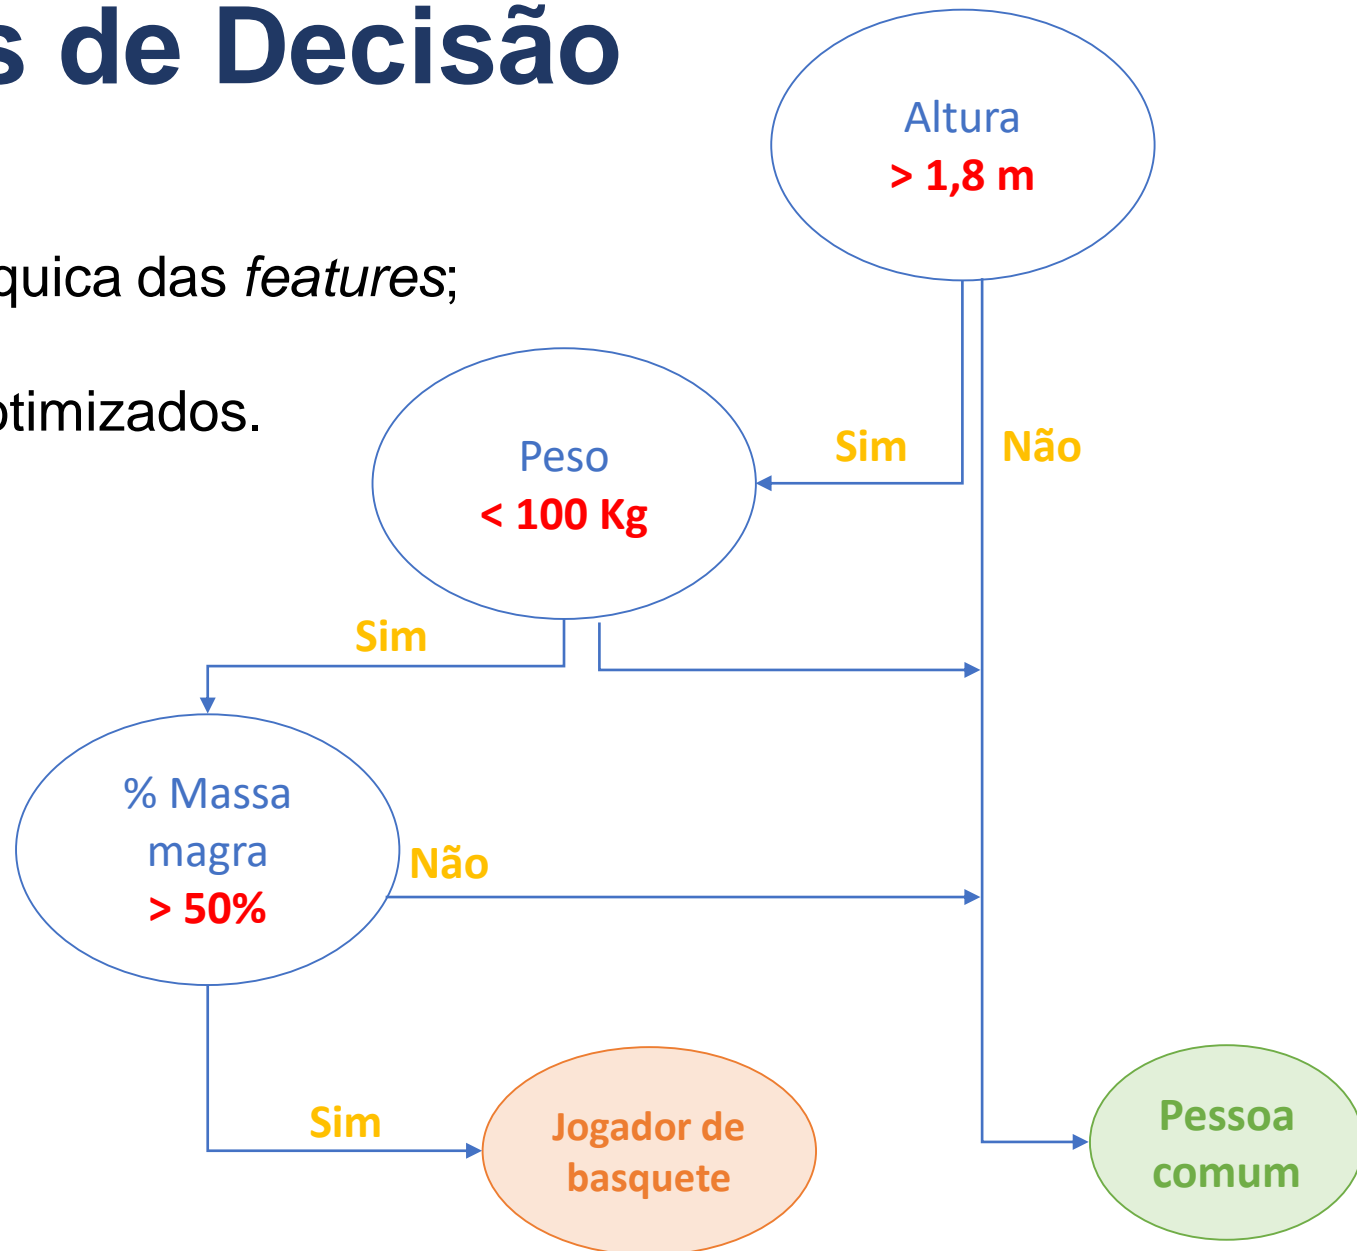 s de Decisão
quica das features;
otimizados.
Altura
> 1,8 m
Sim
Não
Peso
< 100 Kg
Sim
% Massa
magra
> 50%
Não
Sim
Jogador de
basquete
Pessoa
comum